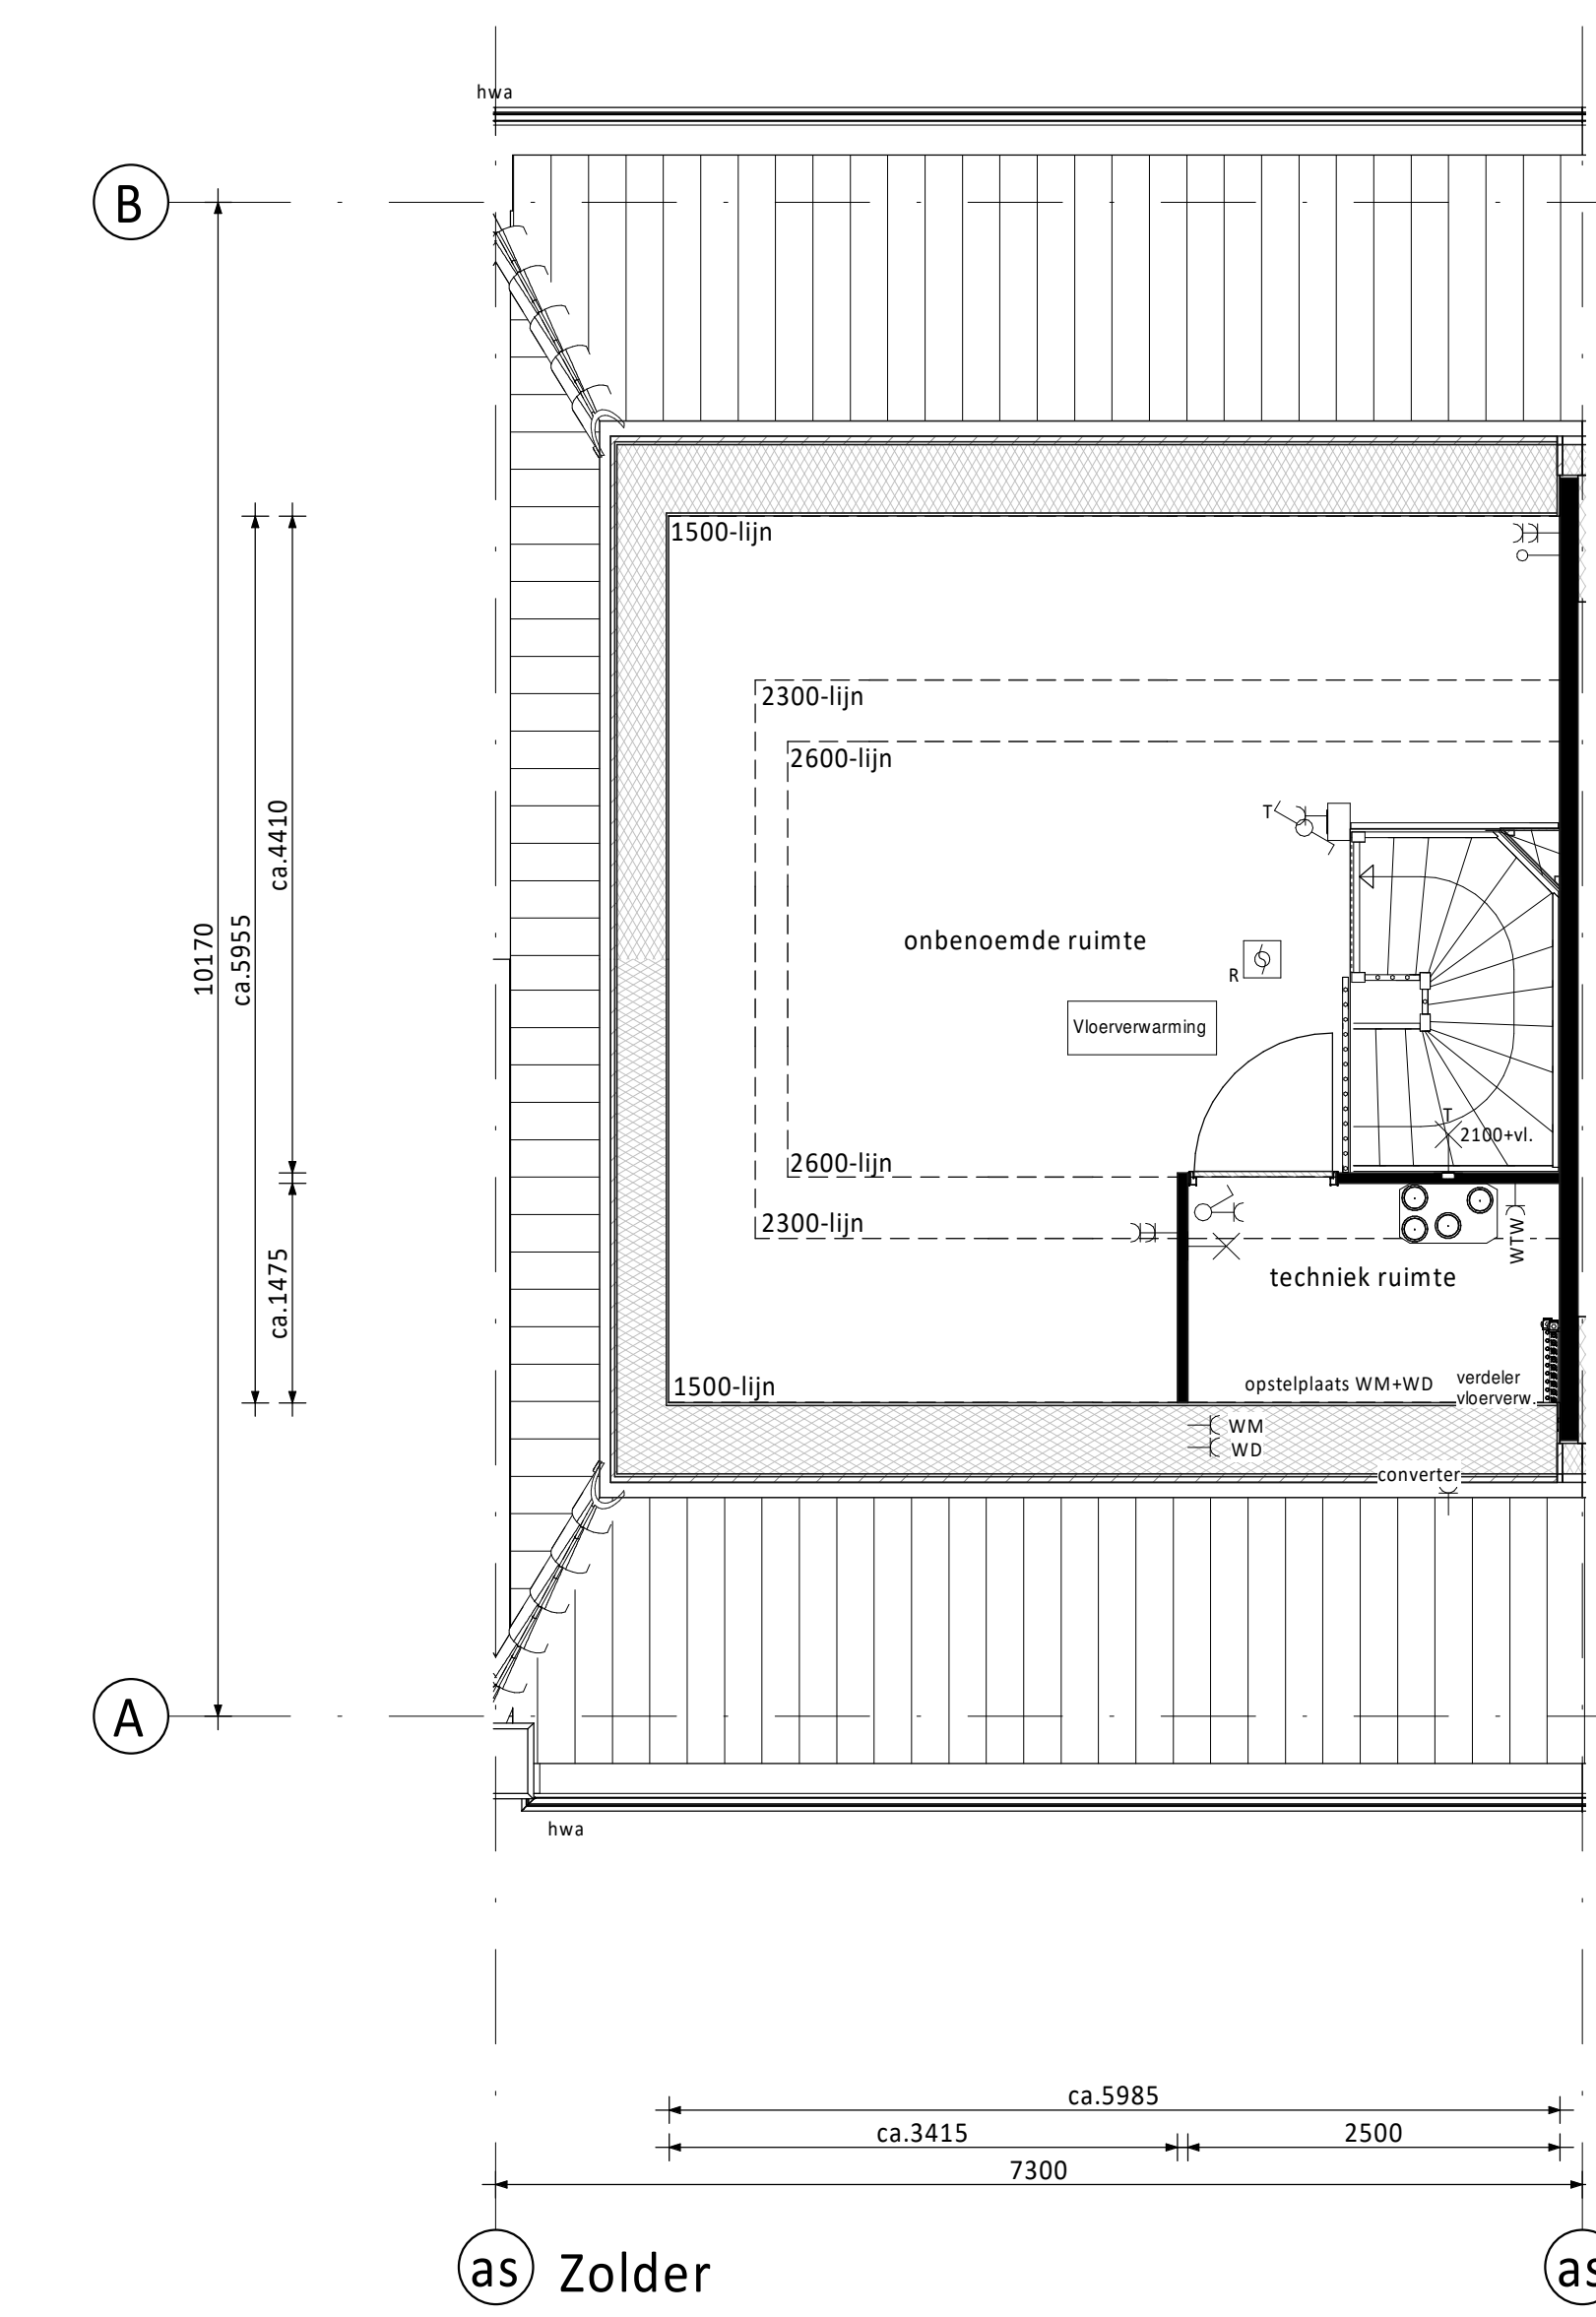 hwa
B
1500-lijn
2300-lijn
2600-lijn
T
ca.4410
10170
ca.5955
onbenoemde ruimte
R
Vloerverwarming
T
2100+vl.
2600-lijn
2300-lijn
WTW
techniek ruimte
ca.1475
1500-lijn
opstelplaats WM+WD
verdeler
vloerverw.
WM
WD
converter
A
hwa
ca.5985
ca.3415
2500
7300
as
Zolder
as